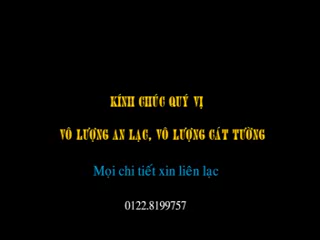 KÍNH CHÚC QUÝ VỊ
VÔ LƯỢNG AN LẠC, VÔ LƯỢNG CÁT TƯỜNG
Mọi chi tiết xin liên lạc
0122.8199757